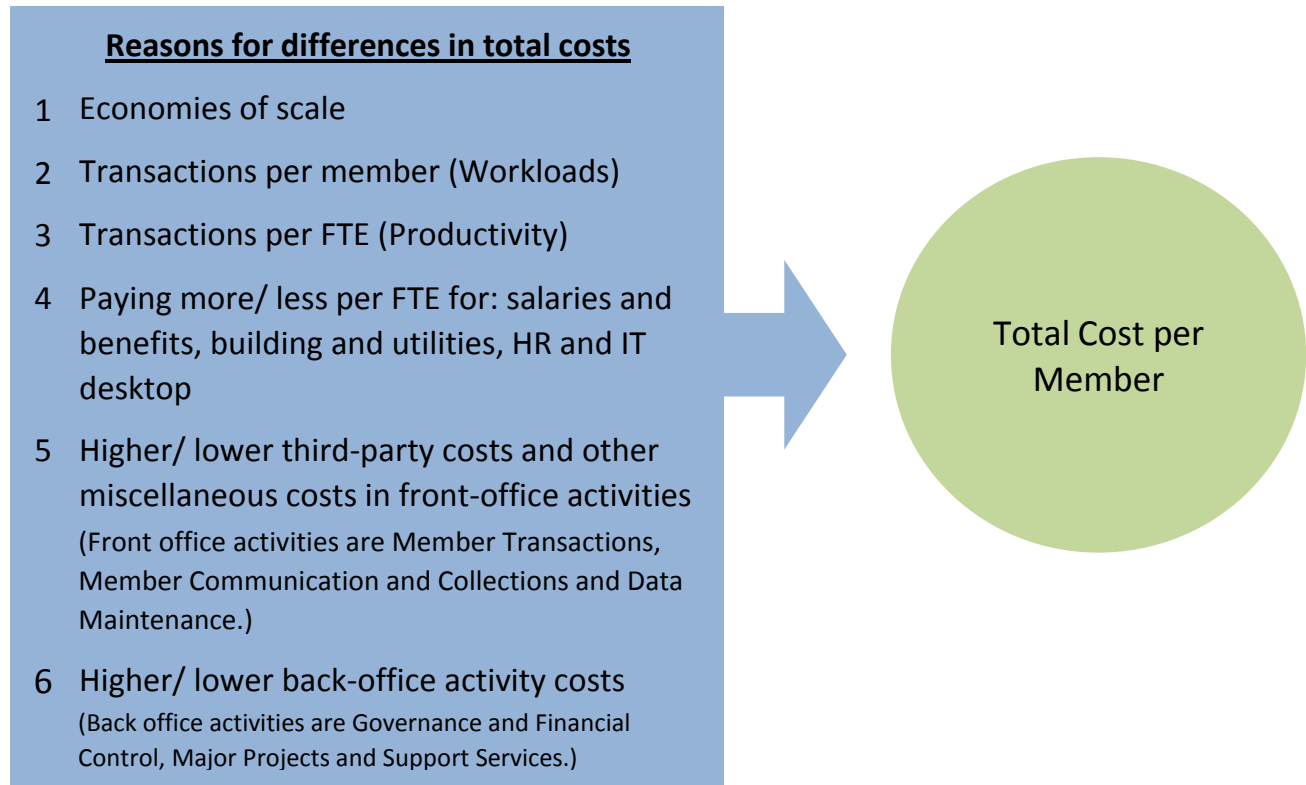 Reasons for differences in total costs
1 Economies of scale
2 Transactions per member (Workloads)
3 Transactions per FTE (Productivity)
4 Paying more/ less per FTE for: salaries and
benefits, building and utilities, HR and IT
desktop
5 Higher/ lower third-party costs and other
miscellaneous costs in front-office activities
(Front office activities are Member Transactions,
Member Communication and Collections and Data
Maintenance.)
6 Higher/ lower back-office activity costs
(Back office activities are Governance and Financial
Control, Major Projects and Support Services.)
Total Cost per
Member